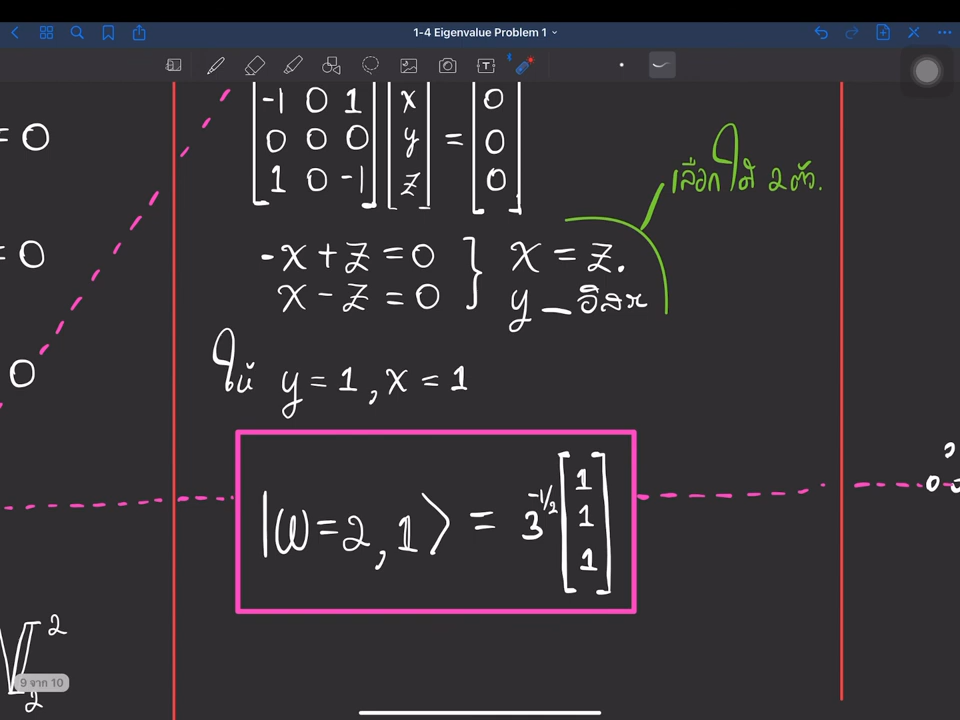 1-4 Eigenvalue Problem 1
= 0
= 0
0
[-1 0 1] [x] = [0]
[0 0 0] [y] = [0]
[1 0 -1] [z] = [0]
เลือกได้ 2 ตัว.
-x + z = 0 } x = z.
x - z = 0 } y - อิสระ
ให้ y = 1, x = 1
|ω=2, 1⟩ = 3^{-1/2} [1 1 1]
V_2^2
9 จาก 10